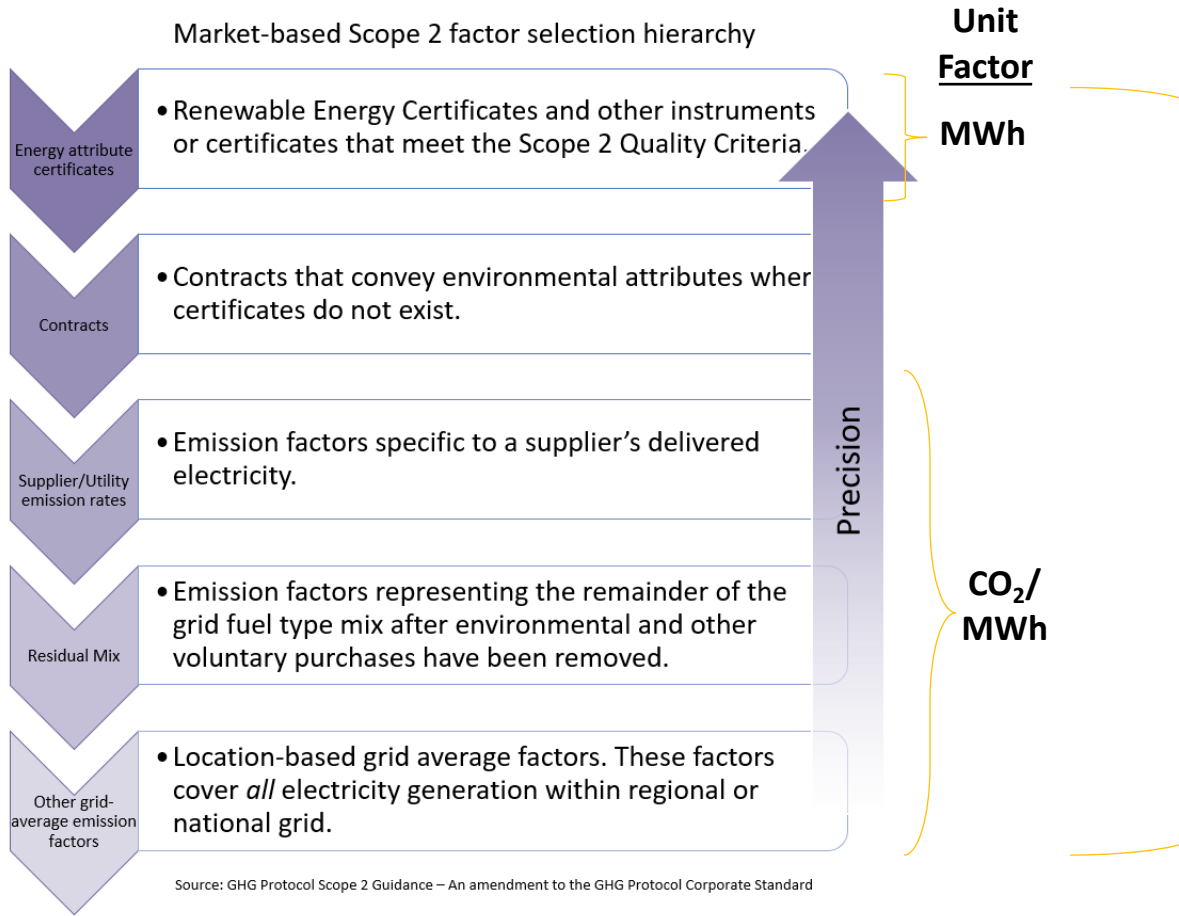 Market-based Scope 2 factor selection hierarchy
Unit
Factor
Energy attribute
certificates
• Renewable Energy Certificates and other instruments
or certificates that meet the Scope 2 Quality Criteria.
MWh
Contracts
• Contracts that convey environmental attributes wher
certificates do not exist.
Supplier/Utility
emission rates
• Emission factors specific to a supplier’s delivered
electricity.
Precision
Residual Mix
• Emission factors representing the remainder of the
grid fuel type mix after environmental and other
voluntary purchases have been removed.
CO₂/
MWh
Other grid-
average emission
factors
• Location-based grid average factors. These factors
cover all electricity generation within regional or
national grid.
Source: GHG Protocol Scope 2 Guidance – An amendment to the GHG Protocol Corporate Standard